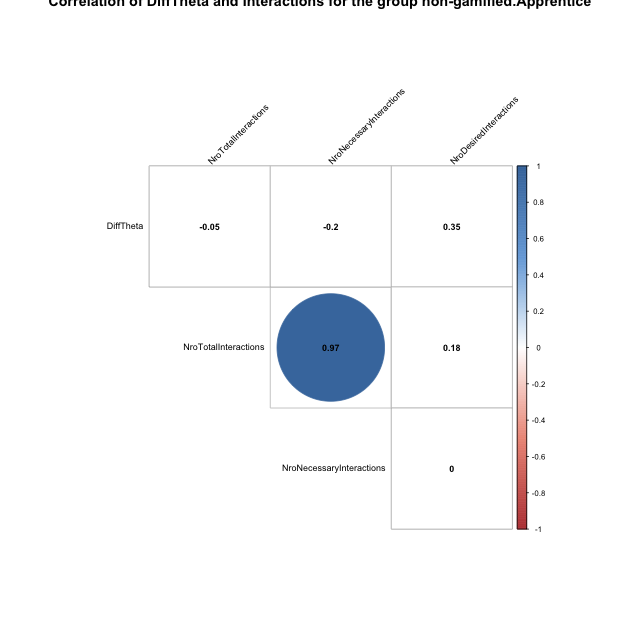 Correlation of DiffTheta and Interactions for the group non-gamified.Apprentice
NroTotalInteractions
NroNecessaryInteractions
NroDesiredInteractions
1
DiffTheta
-0.05
-0.2
0.35
0.8
0.6
0.4
0.2
NroTotalInteractions
0.97
0.18
0
-0.2
-0.4
NroNecessaryInteractions
0
-0.6
-0.8
-1